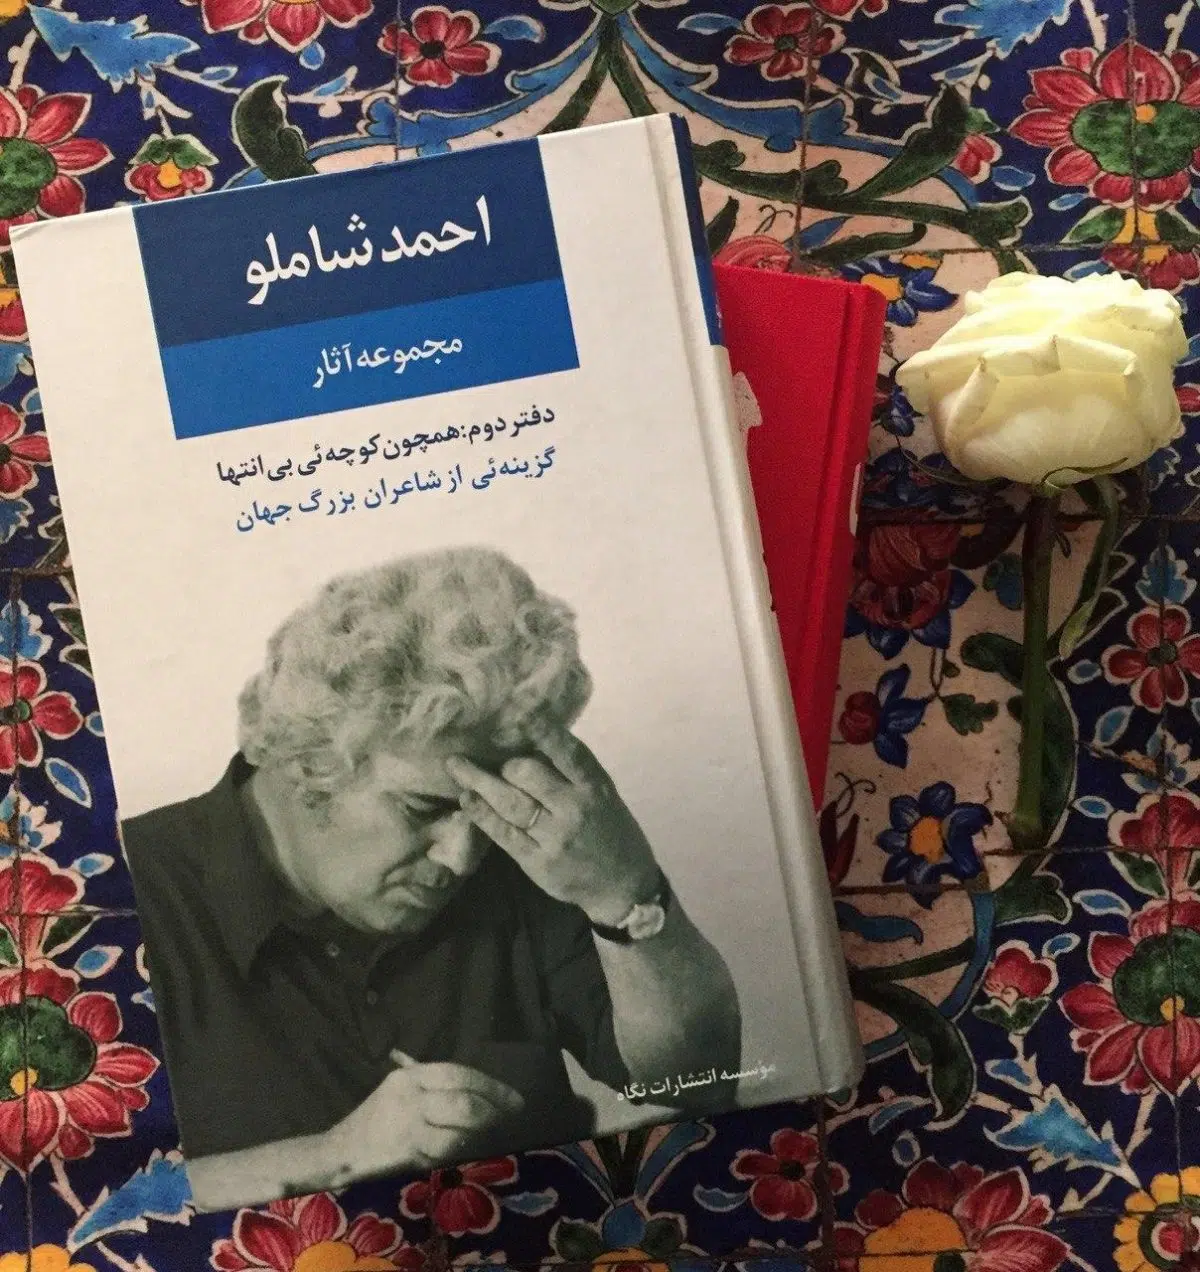 احمد شاملو
مجموعه آثار
دفتر دوم: همچون کوچه‌ئی بی‌انتها
گزینه‌ئی از شاعران بزرگ جهان
مؤسسه انتشارات نگاه